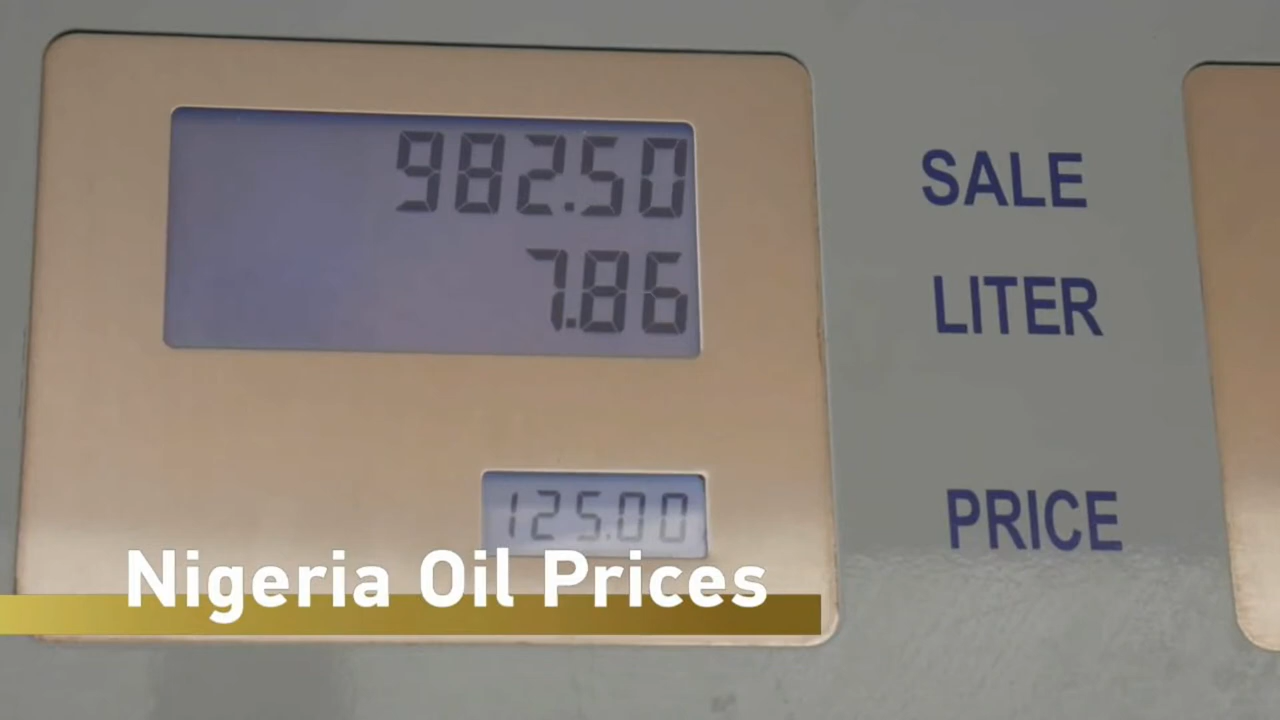 982.50 SALE
7.86 LITER
125.00 PRICE
Nigeria Oil Prices